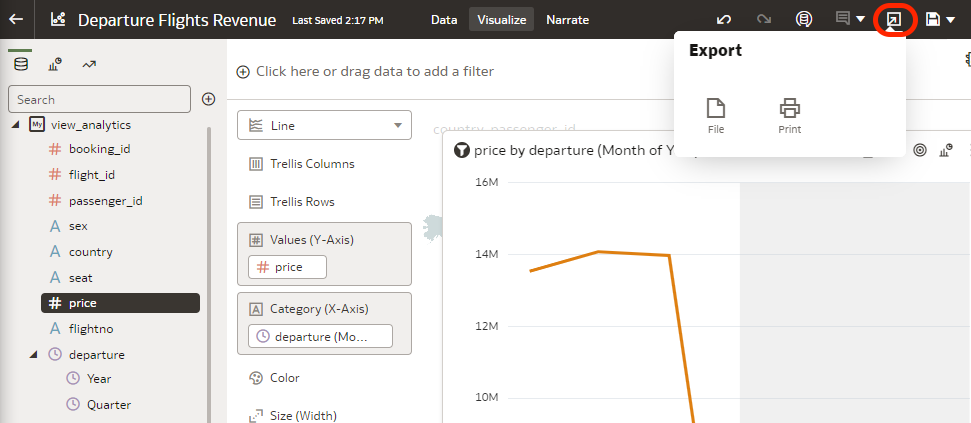 Departure Flights Revenue
Last Saved 2:17 PM
Data
Visualize
Narrate
Export
File
Print
Click here or drag data to add a filter
Search
My
view_analytics
booking_id
flight_id
passenger_id
A sex
A country
A seat
price
A flightno
departure
Year
Quarter
Line
Trellis Columns
Trellis Rows
Values (Y-Axis)
price
A Category (X-Axis)
departure (Mo...
Color
Size (Width)
country, passenger_id
price by departure (Month of Y
16M
14M
12M
10M